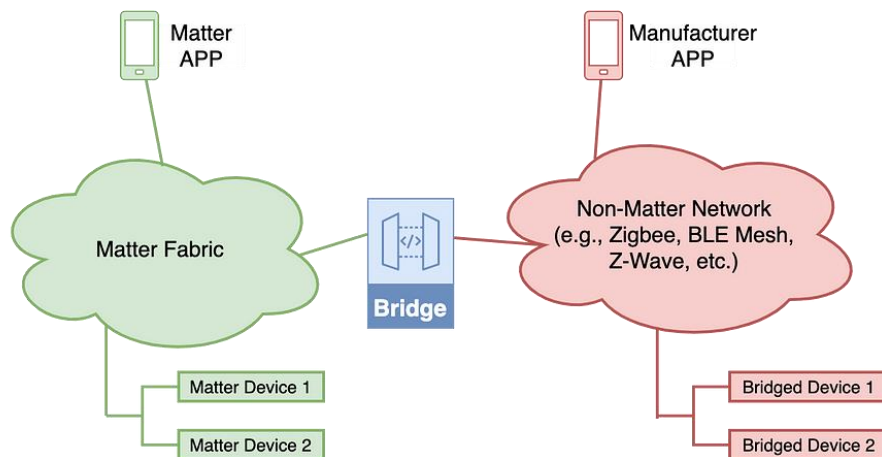 Matter
APP
Manufacturer
APP
Matter Fabric
</>
Bridge
Non-Matter Network
(e.g., Zigbee, BLE Mesh,
Z-Wave, etc.)
Matter Device 1
Matter Device 2
Bridged Device 1
Bridged Device 2